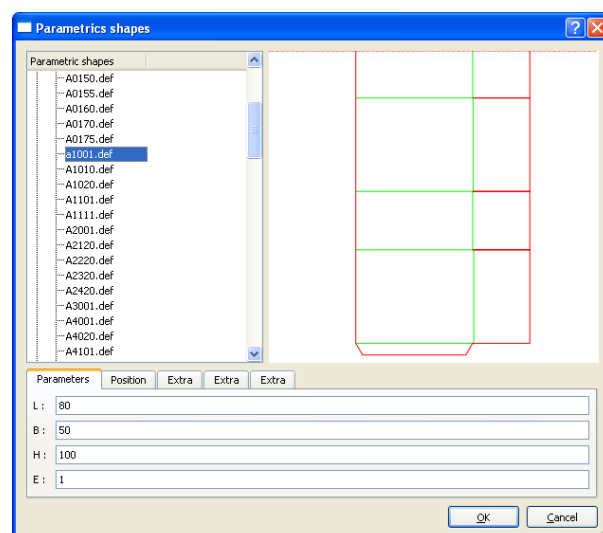 Parametrics shapes
Parametric shapes
A0150.def
A0155.def
A0160.def
A0170.def
A0175.def
a1001.def
A1010.def
A1020.def
A1101.def
A1111.def
A2001.def
A2120.def
A2220.def
A2320.def
A2420.def
A3001.def
A4001.def
A4020.def
A4101.def
Parameters Position Extra Extra Extra
L : 80
B : 50
H : 100
E : 1
OK Cancel